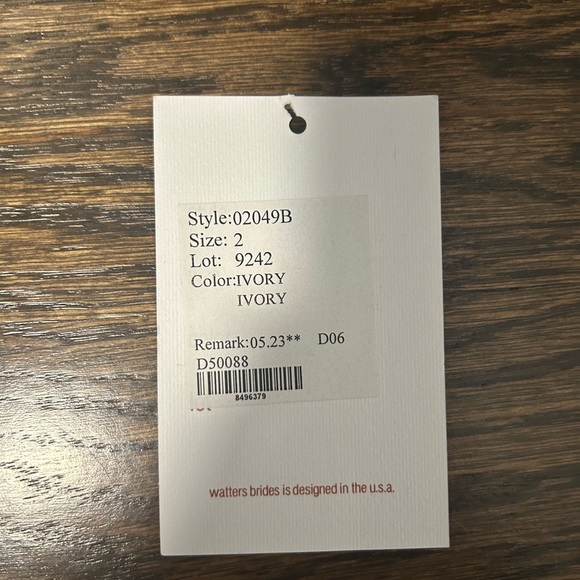 Style:02049B
Size: 2
Lot: 9242
Color:IVORY
IVORY
Remark:05.23** D06
D50088
8496379
watters brides is designed in the u.s.a.